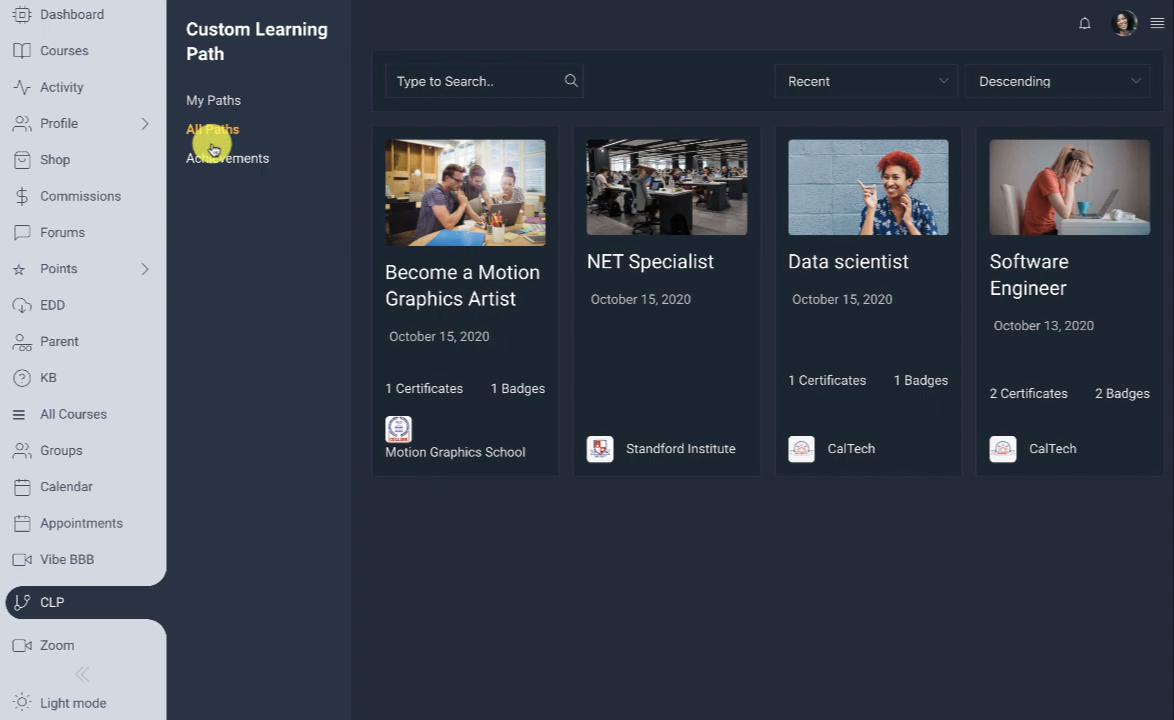 Dashboard
Courses
Activity
Profile
Shop
Commissions
Forums
Points
EDD
Parent
KB
All Courses
Groups
Calendar
Appointments
Vibe BBB
CLP
Zoom
Light mode
Custom Learning
Path
My Paths
All Paths
Achievements
Type to Search..
Recent
Descending
Become a Motion
Graphics Artist
October 15, 2020
1 Certificates 1 Badges
Motion Graphics School
NET Specialist
October 15, 2020
Standford Institute
Data scientist
October 15, 2020
1 Certificates 1 Badges
CalTech
Software
Engineer
October 13, 2020
2 Certificates 2 Badges
CalTech